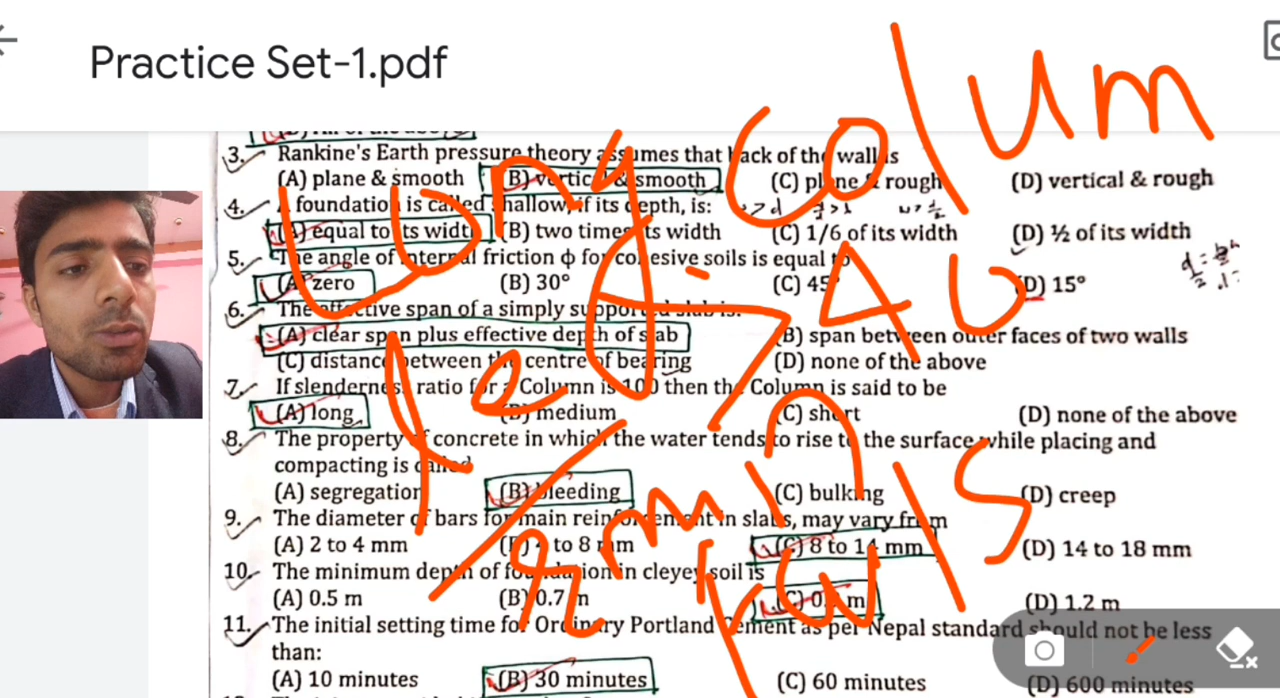 Practice Set-1.pdf
3. Rankine's Earth pressure theory assumes that back of the wall is
(A) plane & smooth (B) vertical & smooth (C) plane & rough (D) vertical & rough
4. A foundation is called shallow, if its depth, is:
(A) equal to its width (B) two times its width (C) 1/6 of its width (D) ½ of its width
5. The angle of internal friction ϕ for cohesive soils is equal to
(A) zero (B) 30° (C) 45° (D) 15°
6. The effective span of a simply supported slab is:
(A) clear span plus effective depth of slab (B) span between outer faces of two walls
(C) distance between the centre of bearing (D) none of the above
7. If slenderness ratio for a Column is 100 then the Column is said to be
(A) long (B) medium (C) short (D) none of the above
8. The property of concrete in which the water tends to rise to the surface while placing and
compacting is called
(A) segregation (B) bleeding (C) bulking (D) creep
9. The diameter of bars for main reinforcement in slabs, may vary from
(A) 2 to 4 mm (B) 4 to 8 mm (C) 8 to 14 mm (D) 14 to 18 mm
10. The minimum depth of foundation in cleyey soil is
(A) 0.5 m (B) 0.7 m (D) 1.2 m
11. The initial setting time for Ordinary Portland Cement as per Nepal standard should not be less
than:
(A) 10 minutes (B) 30 minutes (C) 60 minutes (D) 600 minutes
Long colum